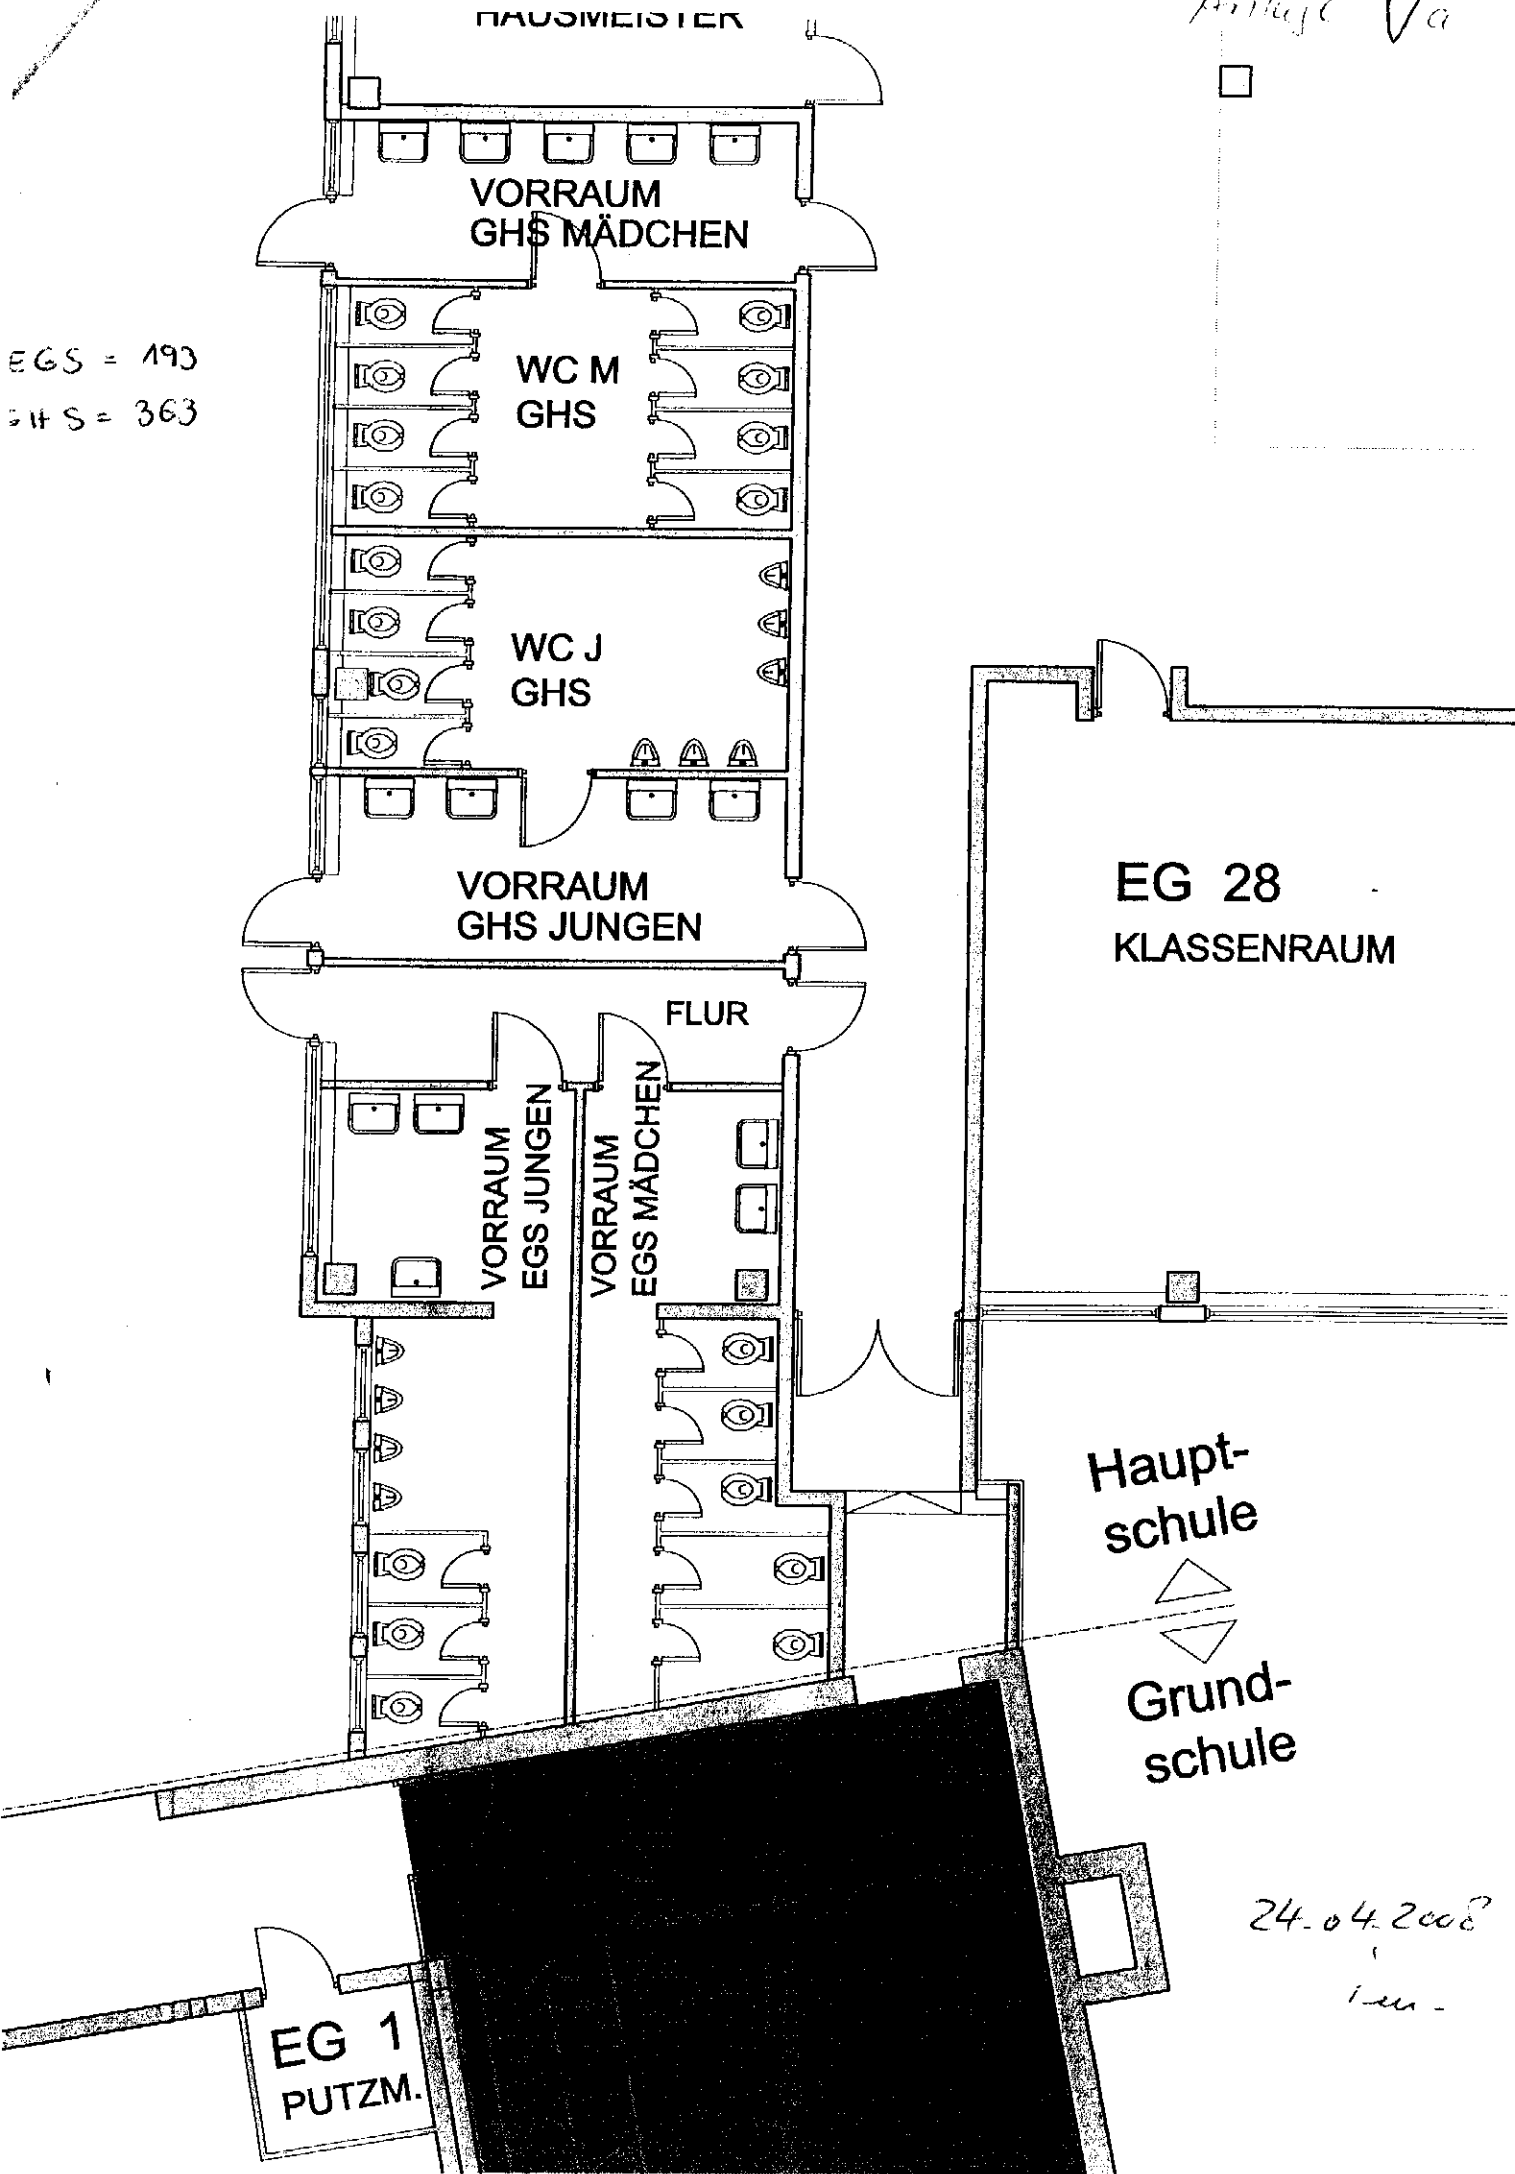 HAUSMEISTER
Va
VORRAUM
GHS MÄDCHEN
EGS = 193
GHS = 363
WC M
GHS
WC J
GHS
VORRAUM
GHS JUNGEN
EG 28
KLASSENRAUM
FLUR
VORRAUM
EGS JUNGEN
VORRAUM
EGS MÄDCHEN
Haupt-
schule
Grund-
schule
24.04.2008
EG 1
PUTZM.